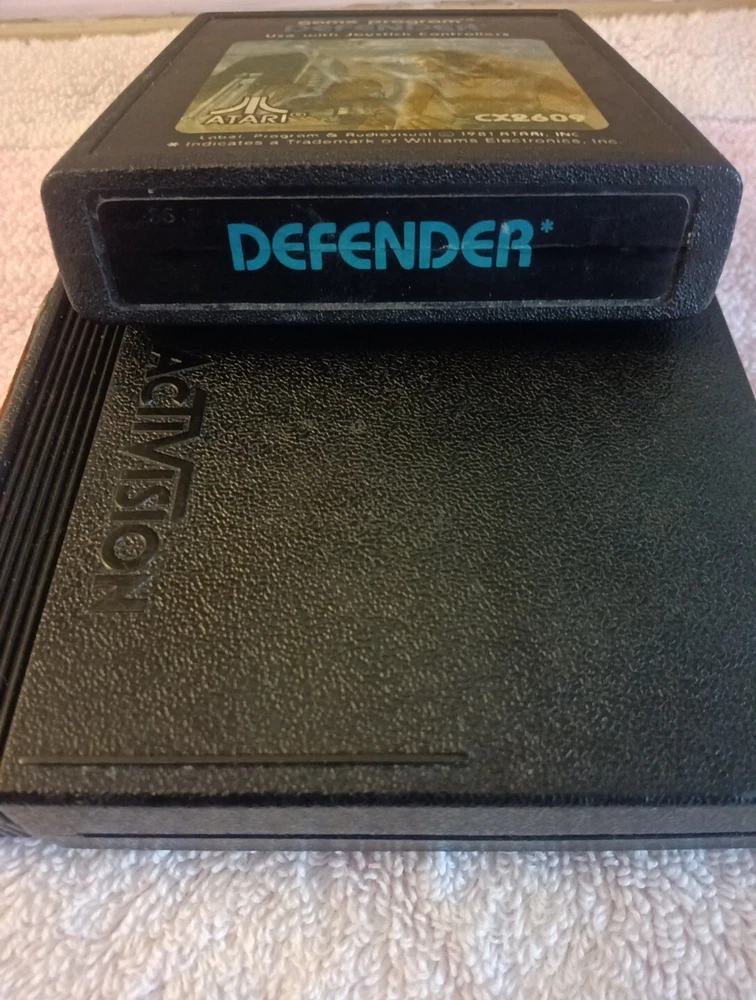 Game Program™
Use with Joystick Controllers
ATARI®
CX2609
Label, Program & Audiovisual © 1981 ATARI, INC
* Indicates a Trademark of Williams Electronics, Inc.
DEFENDER*
ACTIVISION